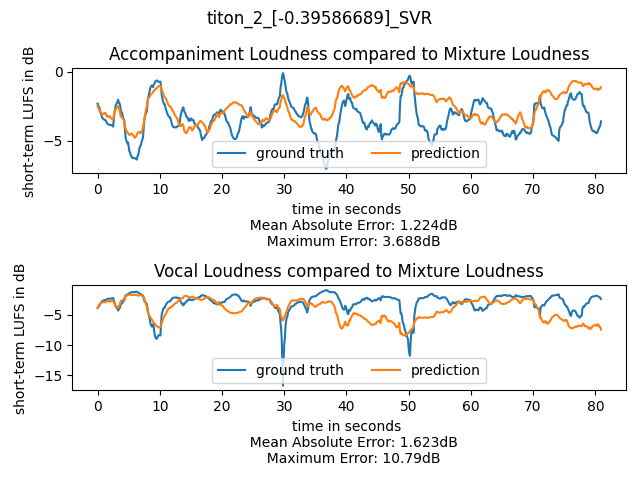 titon_2_[-0.39586689]_SVR
Accompaniment Loudness compared to Mixture Loudness
short-term LUFS in dB
0
−5
ground truth
prediction
0
10
20
30
40
50
60
70
80
time in seconds
Mean Absolute Error: 1.224dB
Maximum Error: 3.688dB
Vocal Loudness compared to Mixture Loudness
short-term LUFS in dB
−5
−10
−15
ground truth
prediction
0
10
20
30
40
50
60
70
80
time in seconds
Mean Absolute Error: 1.623dB
Maximum Error: 10.79dB